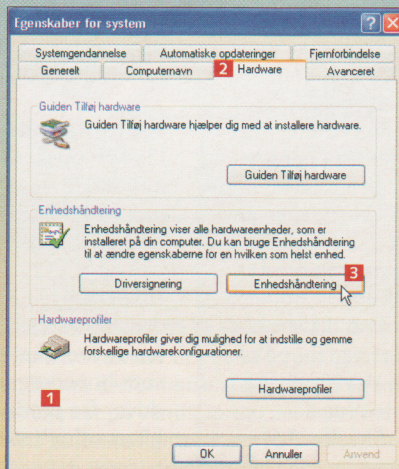 Egenskaber for system
Systemgendannelse Automatiske opdateringer Fjernforbindelse
Generelt Computernavn 2 Hardware Avanceret
Guiden Tilføj hardware
Guiden Tilføj hardware hjælper dig med at installere hardware.
Guiden Tilføj hardware
Enhedshåndtering
Enhedshåndtering viser alle hardwareenheder, som er
installeret på din computer. Du kan bruge Enhedshåndtering
til at ændre egenskaberne for en hvilken som helst enhed.
3
Driversignering Enhedshåndtering
Hardwareprofiler
Hardwareprofiler giver dig mulighed for at indstille og gemme
forskellige hardwarekonfigurationer.
1
Hardwareprofiler
OK Annuller Anvend